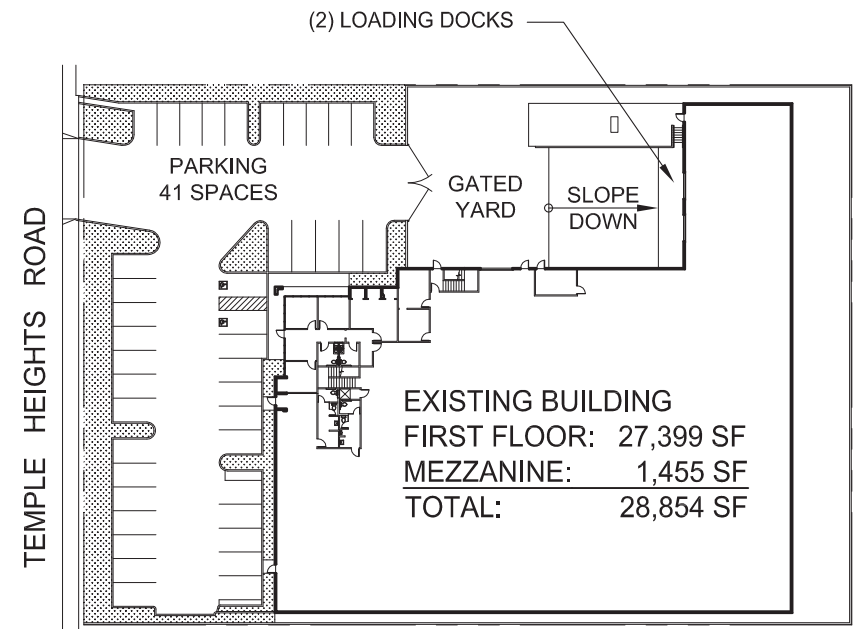 (2) LOADING DOCKS
PARKING
41 SPACES
GATED
YARD
SLOPE
DOWN
TEMPLE HEIGHTS ROAD
EXISTING BUILDING
FIRST FLOOR: 27,399 SF
MEZZANINE: 1,455 SF
TOTAL: 28,854 SF